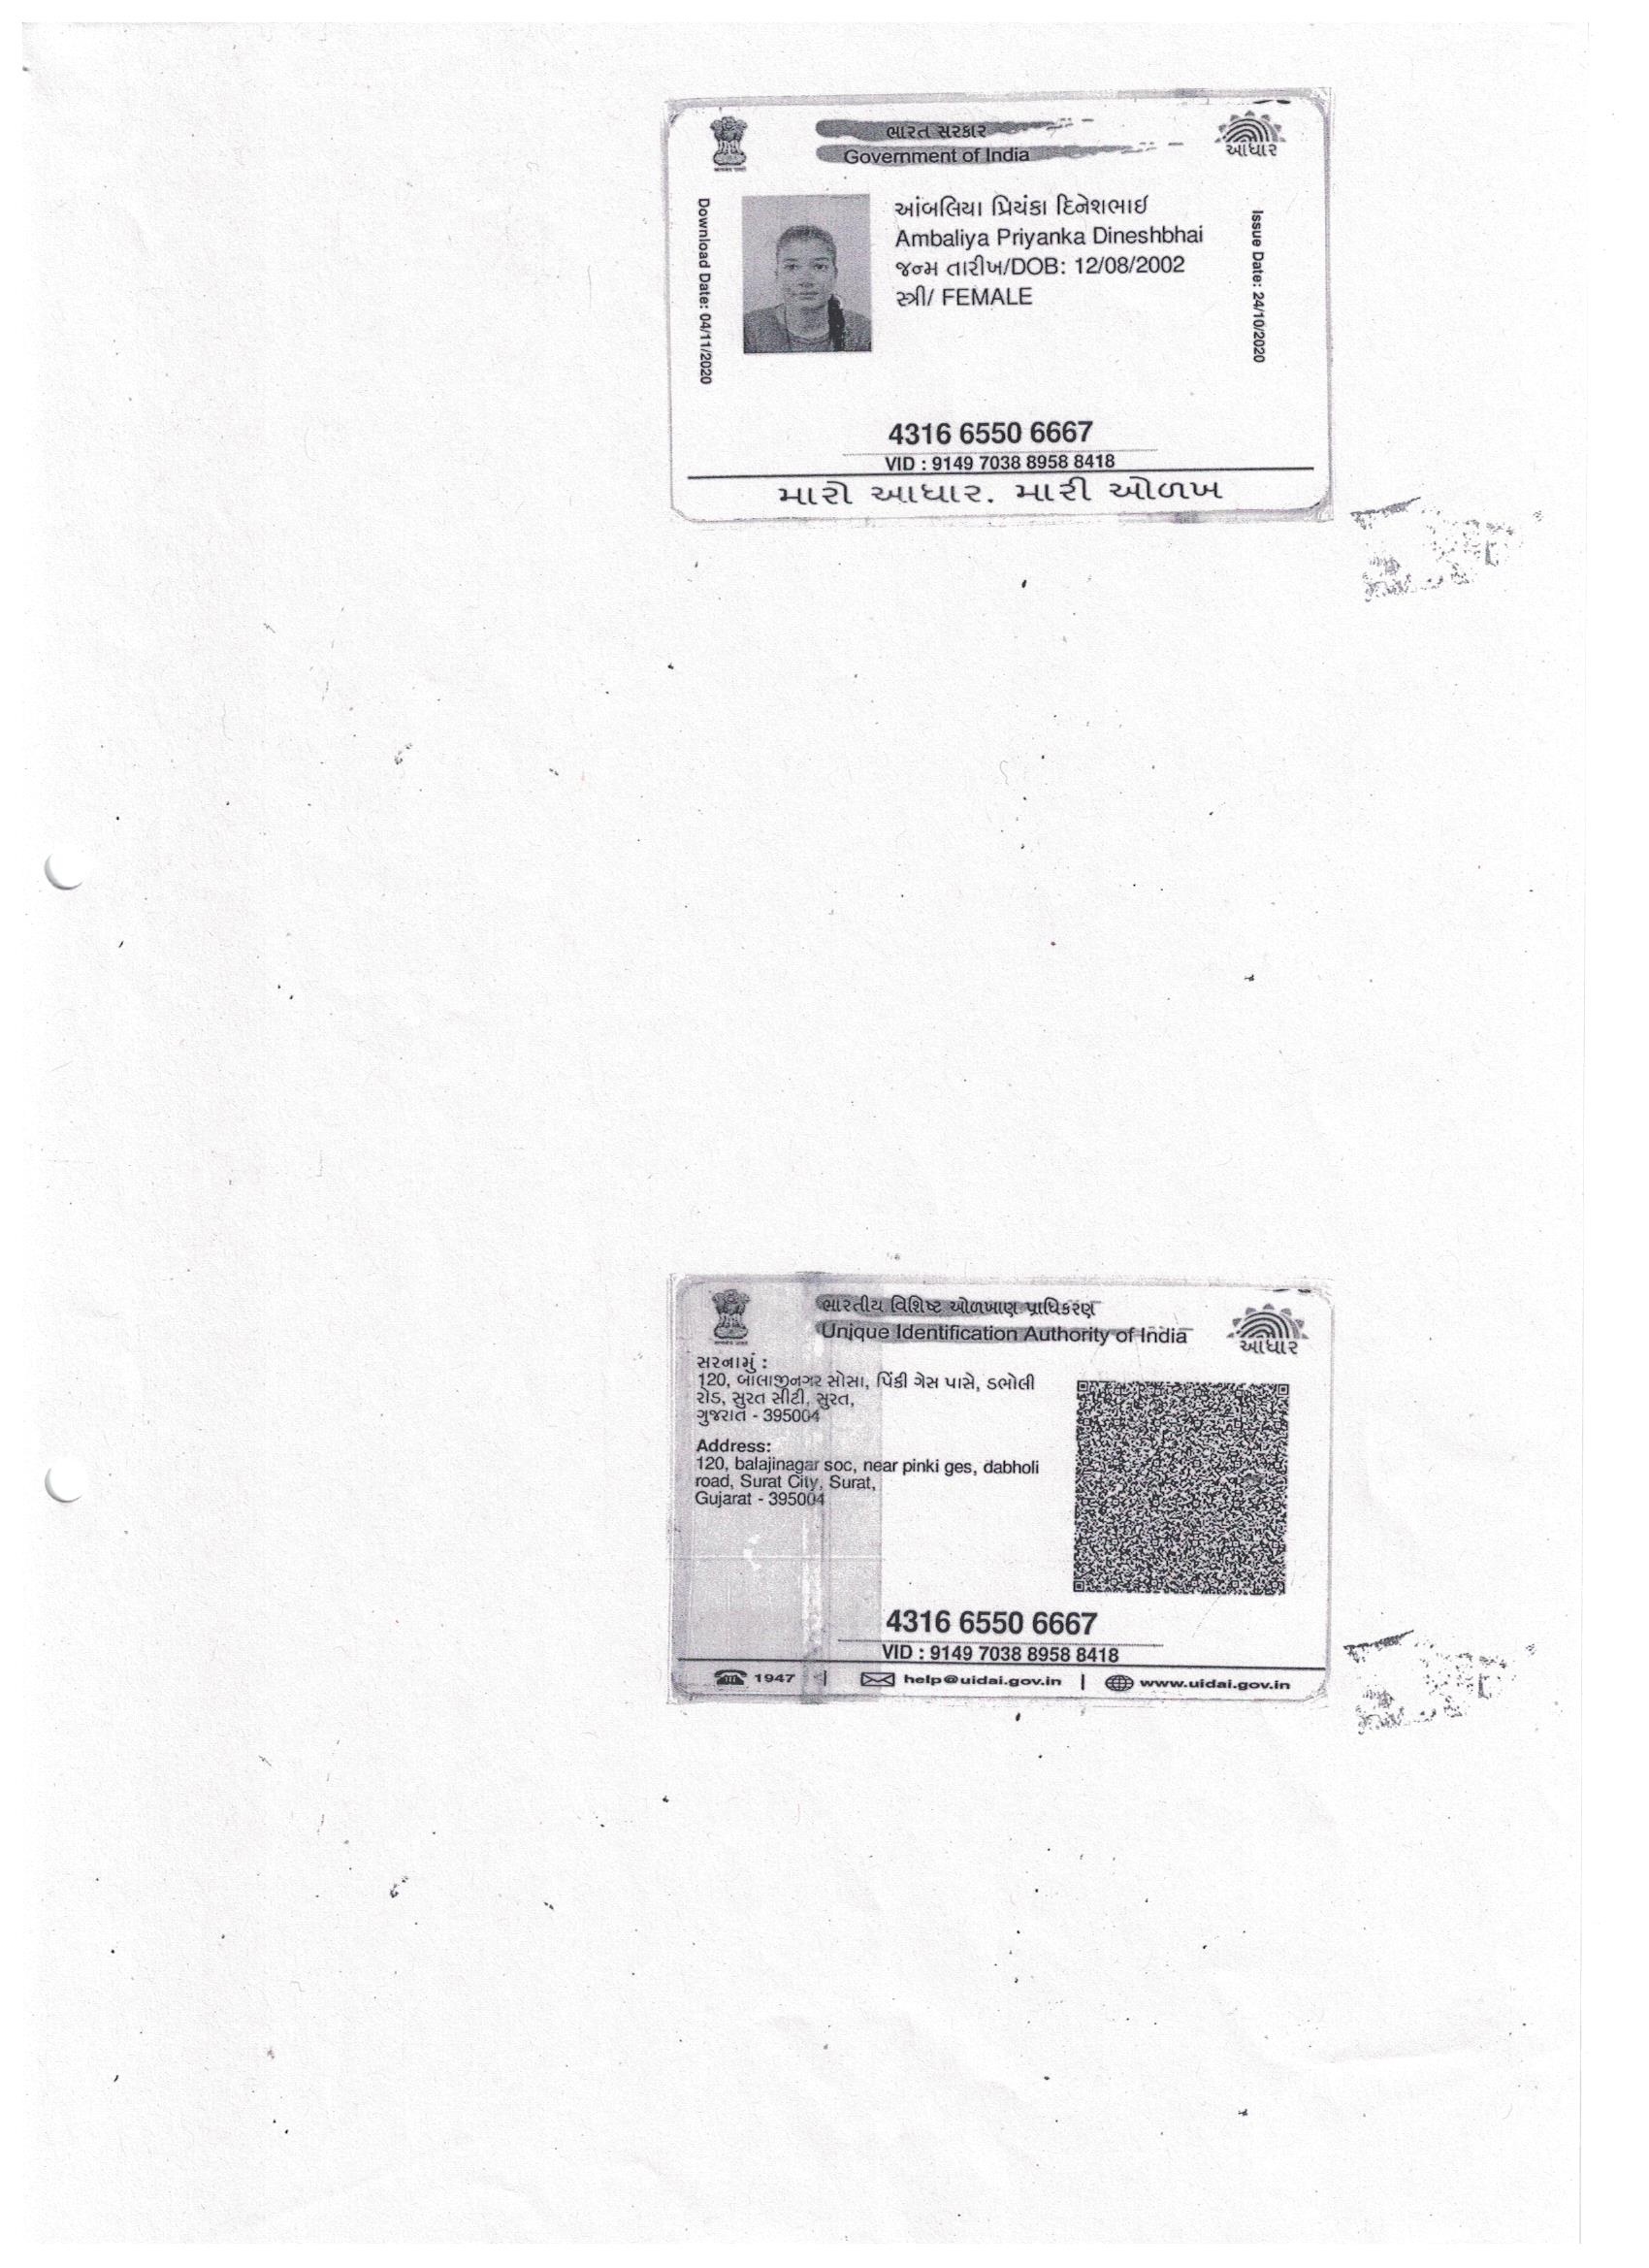 ભારત સરકાર
Government of India
આધાર
Download Date: 04/11/2020
આંબલિયા પ્રિયંકા દિનેશભાઈ
Ambaliya Priyanka Dineshbhai
જન્મ તારીખ/DOB: 12/08/2002
સ્ત્રી/ FEMALE
Issue Date: 24/10/2020
4316 6550 6667
VID : 9149 7038 8958 8418
મારો આધાર, મારી ઓળખ
ભારતીય વિશિષ્ટ ઓળખાણ પ્રાધિકરણ
Unique Identification Authority of India
આધાર
સરનામું :
120, બાલાજીનગર સોસા, પિંકી ગેસ પાસે, ડભોલી
રોડ, સુરત સીટી, સુરત,
ગુજરાત - 395004
Address:
120, balajinagar soc, near pinki ges, dabholi
road, Surat City, Surat,
Gujarat - 395004
4316 6550 6667
VID : 9149 7038 8958 8418
1947 | help@uidai.gov.in | www.uidai.gov.in